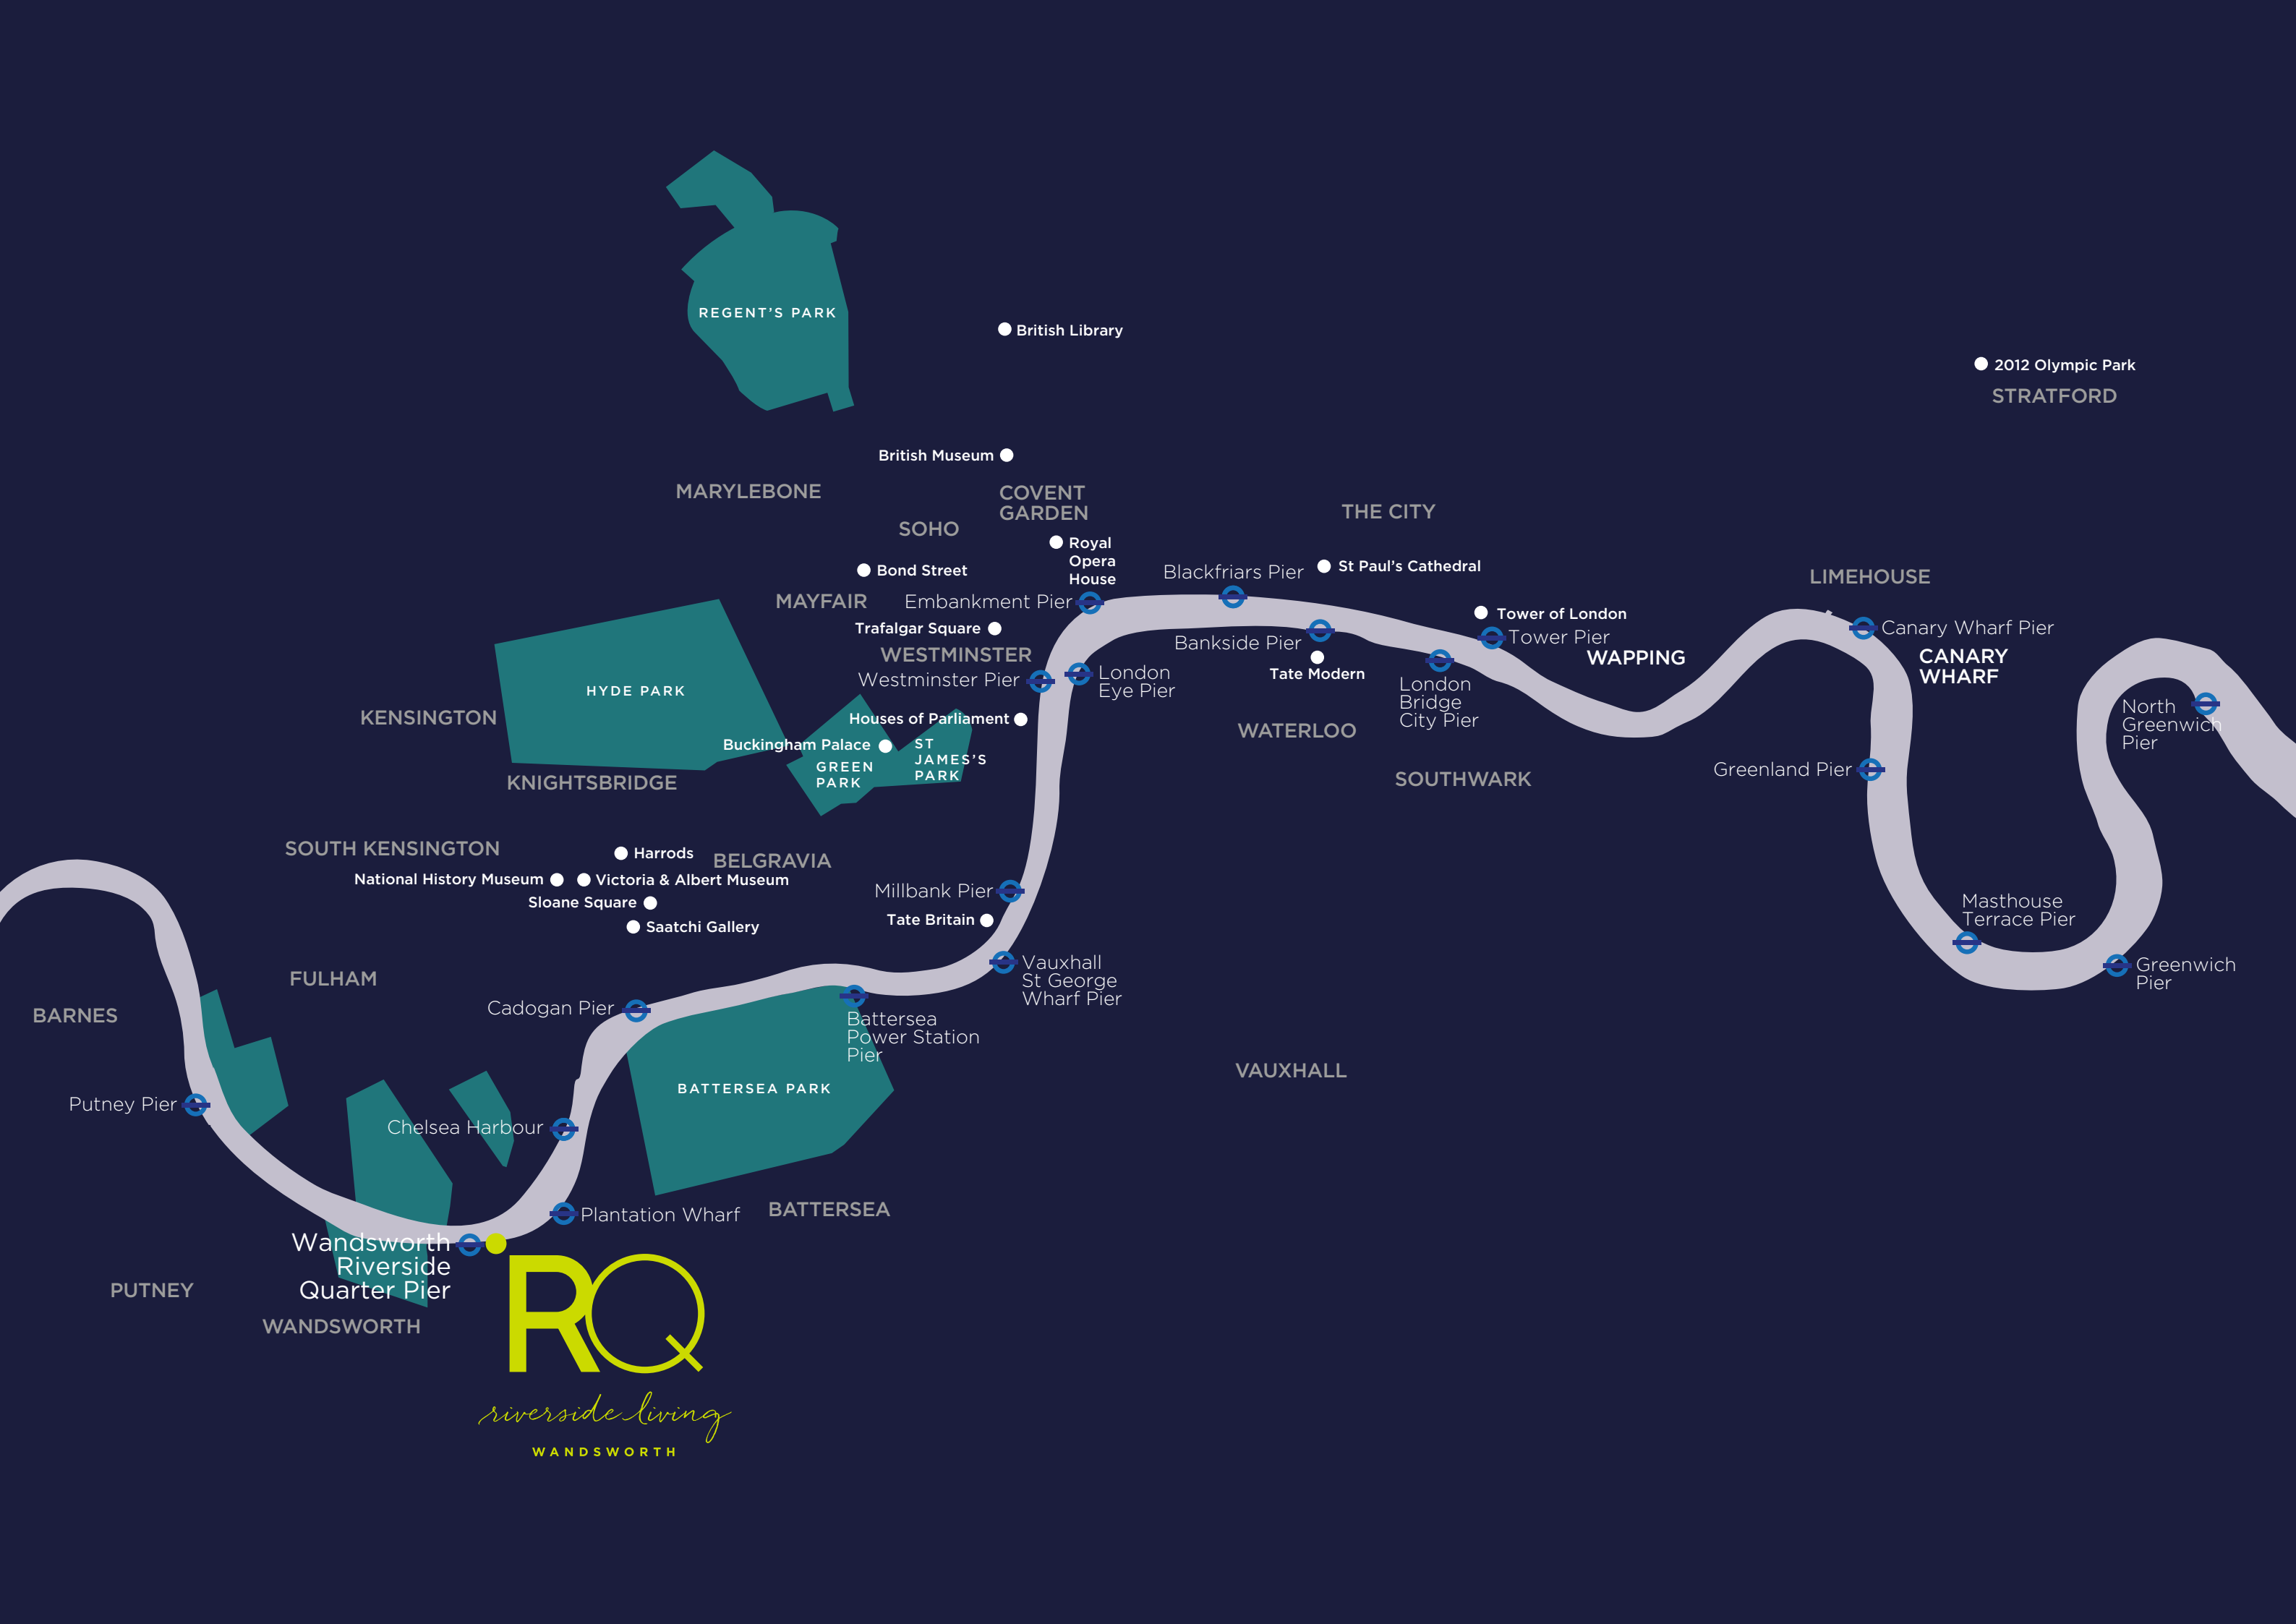 REGENT'S PARK
British Library
2012 Olympic Park
STRATFORD
British Museum
MARYLEBONE
COVENT
GARDEN
SOHO
THE CITY
Royal
Opera
House
Bond Street
Blackfriars Pier
St Paul's Cathedral
LIMEHOUSE
MAYFAIR
Embankment Pier
Tower of London
Trafalgar Square
Canary Wharf Pier
Tower Pier
Bankside Pier
WESTMINSTER
WAPPING
CANARY
WHARF
Tate Modern
Westminster Pier
London
Eye Pier
London
Bridge
City Pier
HYDE PARK
KENSINGTON
Houses of Parliament
North
Greenwich
Pier
WATERLOO
Buckingham Palace
ST
JAMES'S
PARK
GREEN
PARK
Greenland Pier
KNIGHTSBRIDGE
SOUTHWARK
SOUTH KENSINGTON
Harrods
BELGRAVIA
National History Museum
Victoria & Albert Museum
Millbank Pier
Sloane Square
Masthouse
Terrace Pier
Tate Britain
Saatchi Gallery
Vauxhall
St George
Wharf Pier
Greenwich
Pier
FULHAM
Cadogan Pier
BARNES
Battersea
Power Station
Pier
VAUXHALL
BATTERSEA PARK
Putney Pier
Chelsea Harbour
Plantation Wharf
BATTERSEA
Wandsworth
Riverside
Quarter Pier
PUTNEY
WANDSWORTH
RQ
riverside living
WANDSWORTH